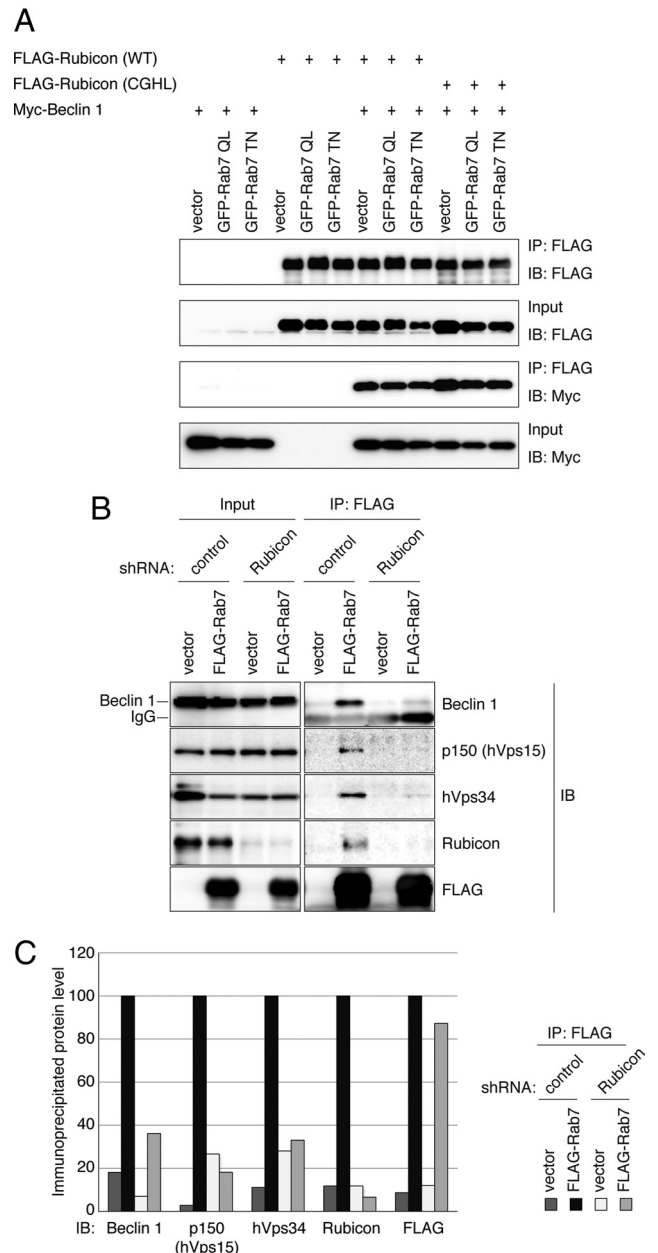 A
FLAG-Rubicon (WT) + + + + + +
FLAG-Rubicon (CGHL) + + +
Myc-Beclin 1 + + + + + + + + +
vector GFP-Rab7 QL GFP-Rab7 TN vector GFP-Rab7 QL GFP-Rab7 TN vector GFP-Rab7 QL GFP-Rab7 TN vector GFP-Rab7 QL GFP-Rab7 TN
IP: FLAG
IB: FLAG
Input
IB: FLAG
IP: FLAG
IB: Myc
Input
IB: Myc
B
Input IP: FLAG
shRNA: control Rubicon control Rubicon
vector FLAG-Rab7 vector FLAG-Rab7 vector FLAG-Rab7 vector FLAG-Rab7
Beclin 1
IgG
Beclin 1
p150 (hVps15)
hVps34
Rubicon
FLAG
IB
C
Immunoprecipitated protein level
120
100
80
60
40
20
0
IB: Beclin 1 p150 (hVps15) hVps34 Rubicon FLAG
IP: FLAG
shRNA: control Rubicon
vector FLAG-Rab7 vector FLAG-Rab7